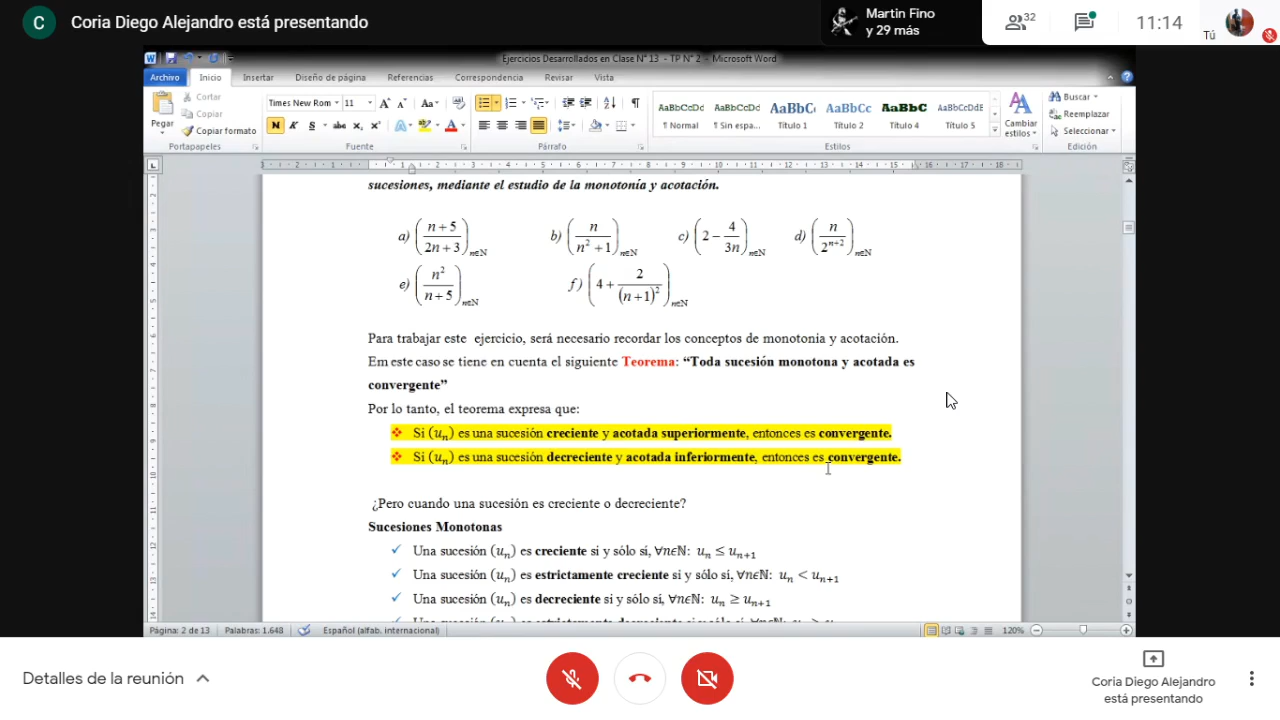 C Coria Diego Alejandro está presentando
Martin Fino
y 29 más
32
11:14
Tú
Ejercicios Desarrollados en Clase N° 13 - TP N° 2 - Microsoft Word
Archivo Inicio Insertar Diseño de página Referencias Correspondencia Revisar Vista
Cortar
Copiar
Copiar formato
Pegar
Portapapeles
Times New Rom 11
Fuente
Párrafo
AaBbCcDd AaBbCcDd AaBbC AaBbCc AaBbCc AaBbCcDdE
¶ Normal ¶ Sin espa... Título 1 Título 2 Título 4 Título 5
Estilos
Cambiar
estilos
Buscar
Reemplazar
Seleccionar
Edición
sucesiones, mediante el estudio de la monotonía y acotación.
a) ((n+5)/(2n+3))n∈N b) (n/(n²+1))n∈N c) (2 − 4/(3n))n∈N d) (n/2ⁿ⁺²)n∈N
e) (n²/(n+5))n∈N f) (4 + 2/(n+1)²)n∈N
Para trabajar este ejercicio, será necesario recordar los conceptos de monotonía y acotación.
Em este caso se tiene en cuenta el siguiente Teorema: “Toda sucesión monotona y acotada es
convergente”
Por lo tanto, el teorema expresa que:
❖ Si (uₙ) es una sucesión creciente y acotada superiormente, entonces es convergente.
❖ Si (uₙ) es una sucesión decreciente y acotada inferiormente, entonces es convergente.
¿Pero cuando una sucesión es creciente o decreciente?
Sucesiones Monotonas
✓ Una sucesión (uₙ) es creciente si y sólo sí, ∀nϵℕ: uₙ ≤ uₙ₊₁
✓ Una sucesión (uₙ) es estrictamente creciente si y sólo sí, ∀nϵℕ: uₙ < uₙ₊₁
✓ Una sucesión (uₙ) es decreciente si y sólo sí, ∀nϵℕ: uₙ ≥ uₙ₊₁
Página: 2 de 13 Palabras: 1.648 Español (alfab. internacional) 120%
Detalles de la reunión
Coria Diego Alejandro
está presentando